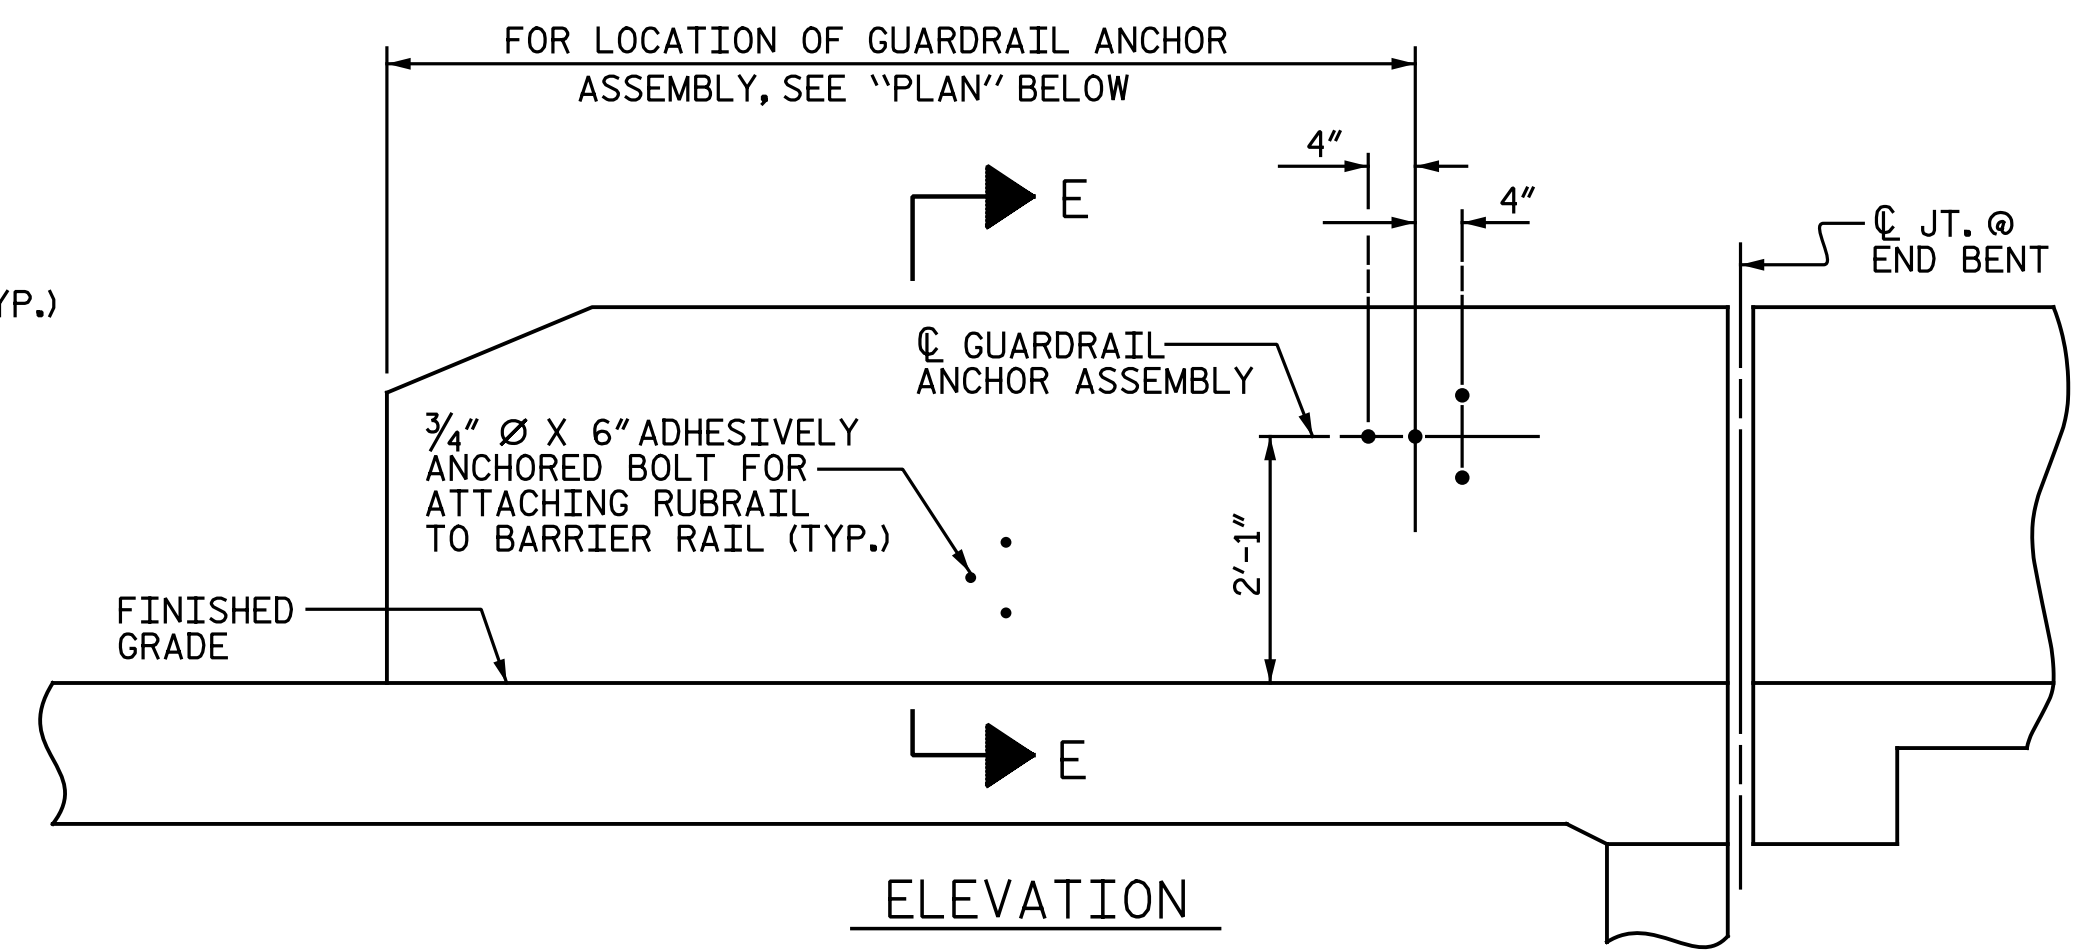 FOR LOCATION OF GUARDRAIL ANCHOR
ASSEMBLY, SEE "PLAN" BELOW
4"
E
4"
℄ JT. @
END BENT
YP.)
℄ GUARDRAIL
ANCHOR ASSEMBLY
3/4" Ø X 6" ADHESIVELY
ANCHORED BOLT FOR
ATTACHING RUBRAIL
TO BARRIER RAIL (TYP.)
2'-1"
FINISHED
GRADE
E
ELEVATION